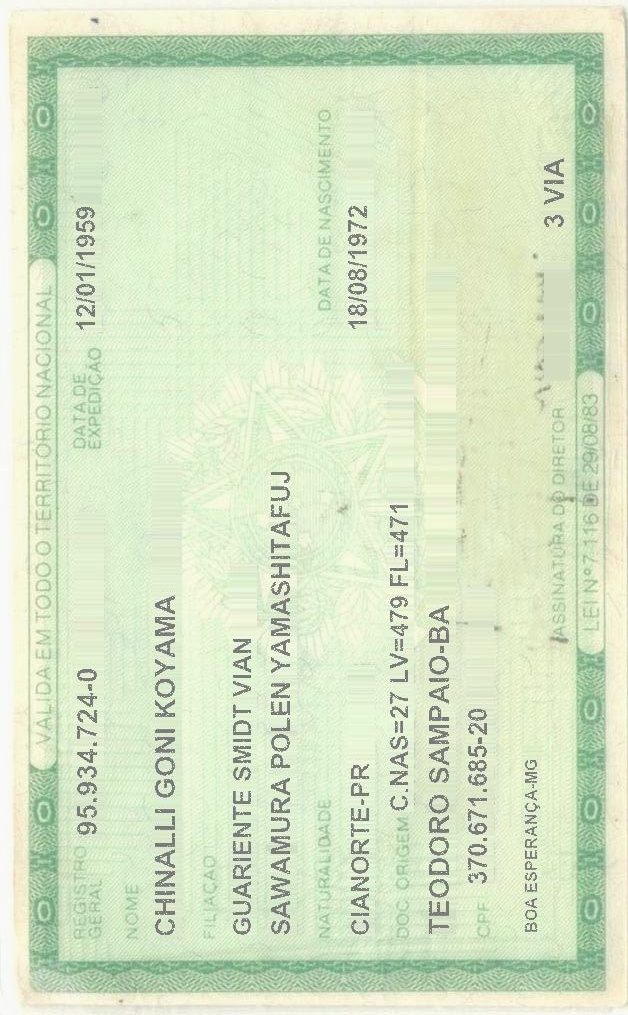 VÁLIDA EM TODO O TERRITÓRIO NACIONAL
REGISTRO GERAL 95.934.724-0 DATA DE EXPEDIÇÃO 12/01/1959
NOME
CHINALLI GONI KOYAMA
FILIAÇÃO
GUARIENTE SMIDT VIAN
SAWAMURA POLEN YAMASHITAFUJ
NATURALIDADE DATA DE NASCIMENTO
CIANORTE-PR 18/08/1972
DOC ORIGEM C.NAS=27 LV=479 FL=471
TEODORO SAMPAIO-BA
CPF 370.671.685-20
BOA ESPERANÇA-MG 3 VIA
ASSINATURA DO DIRETOR
LEI Nº 7.116 DE 29/08/83